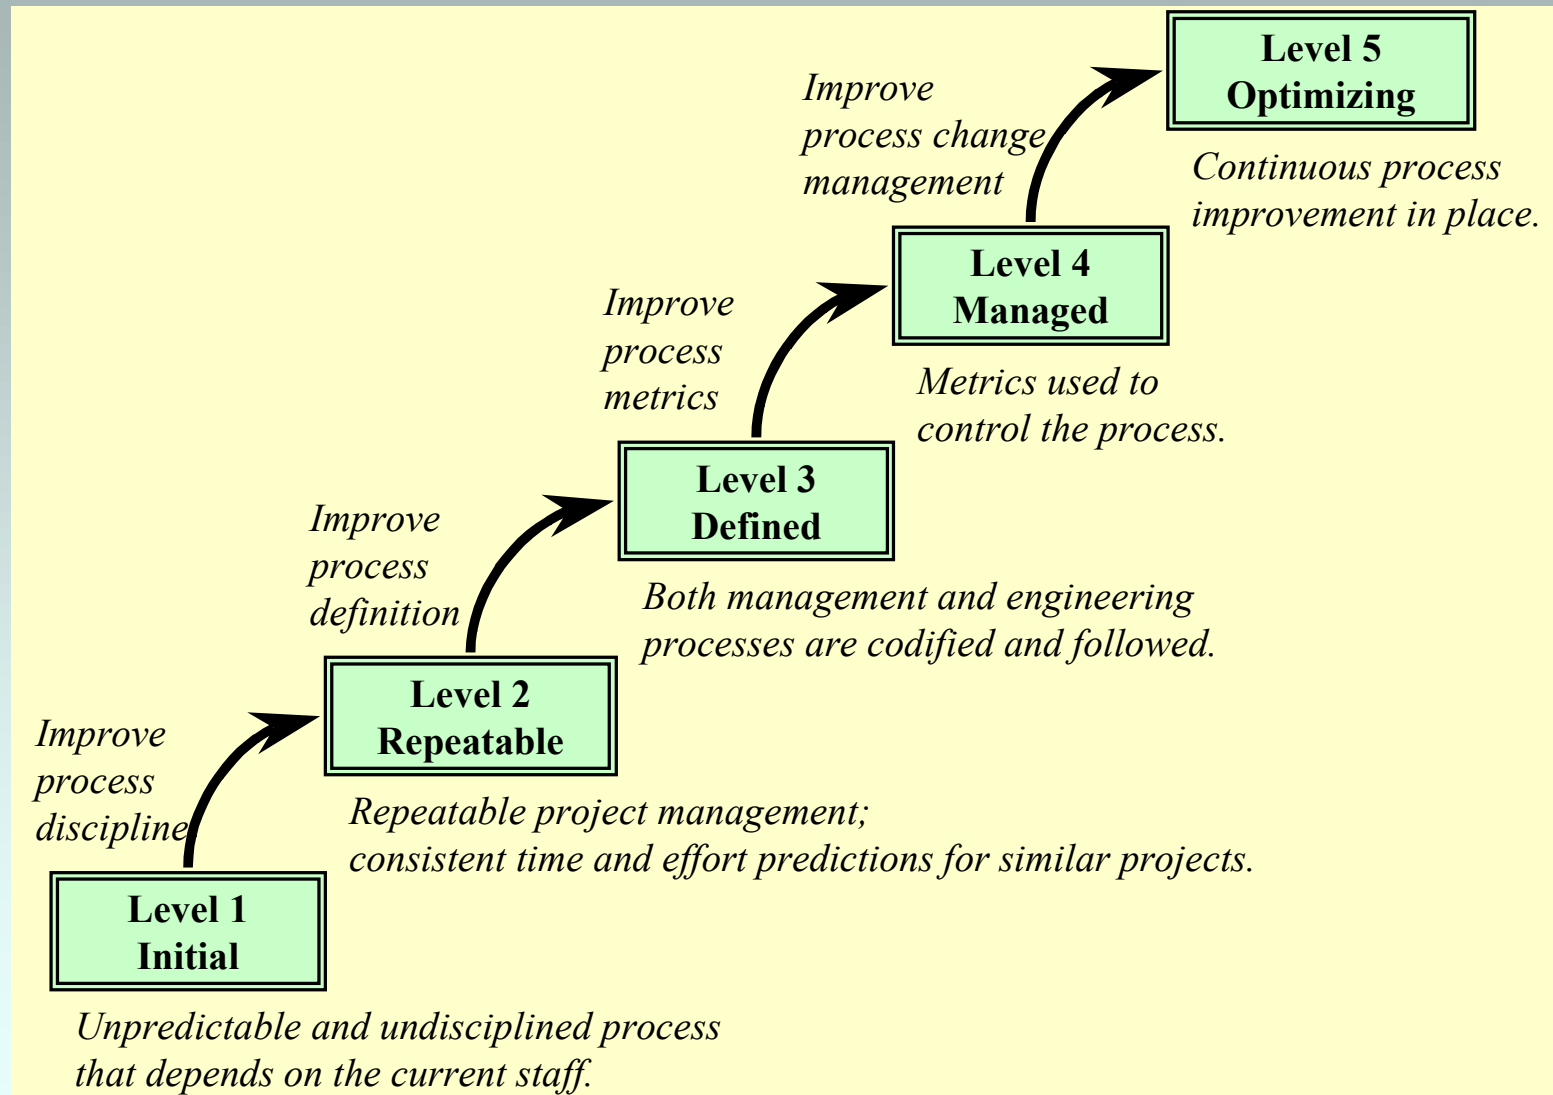 Level 5
Optimizing
Improve
process change
management
Continuous process
improvement in place.
Level 4
Managed
Improve
process
metrics
Metrics used to
control the process.
Level 3
Defined
Improve
process
definition
Both management and engineering
processes are codified and followed.
Level 2
Repeatable
Improve
process
discipline
Repeatable project management;
consistent time and effort predictions for similar projects.
Level 1
Initial
Unpredictable and undisciplined process
that depends on the current staff.